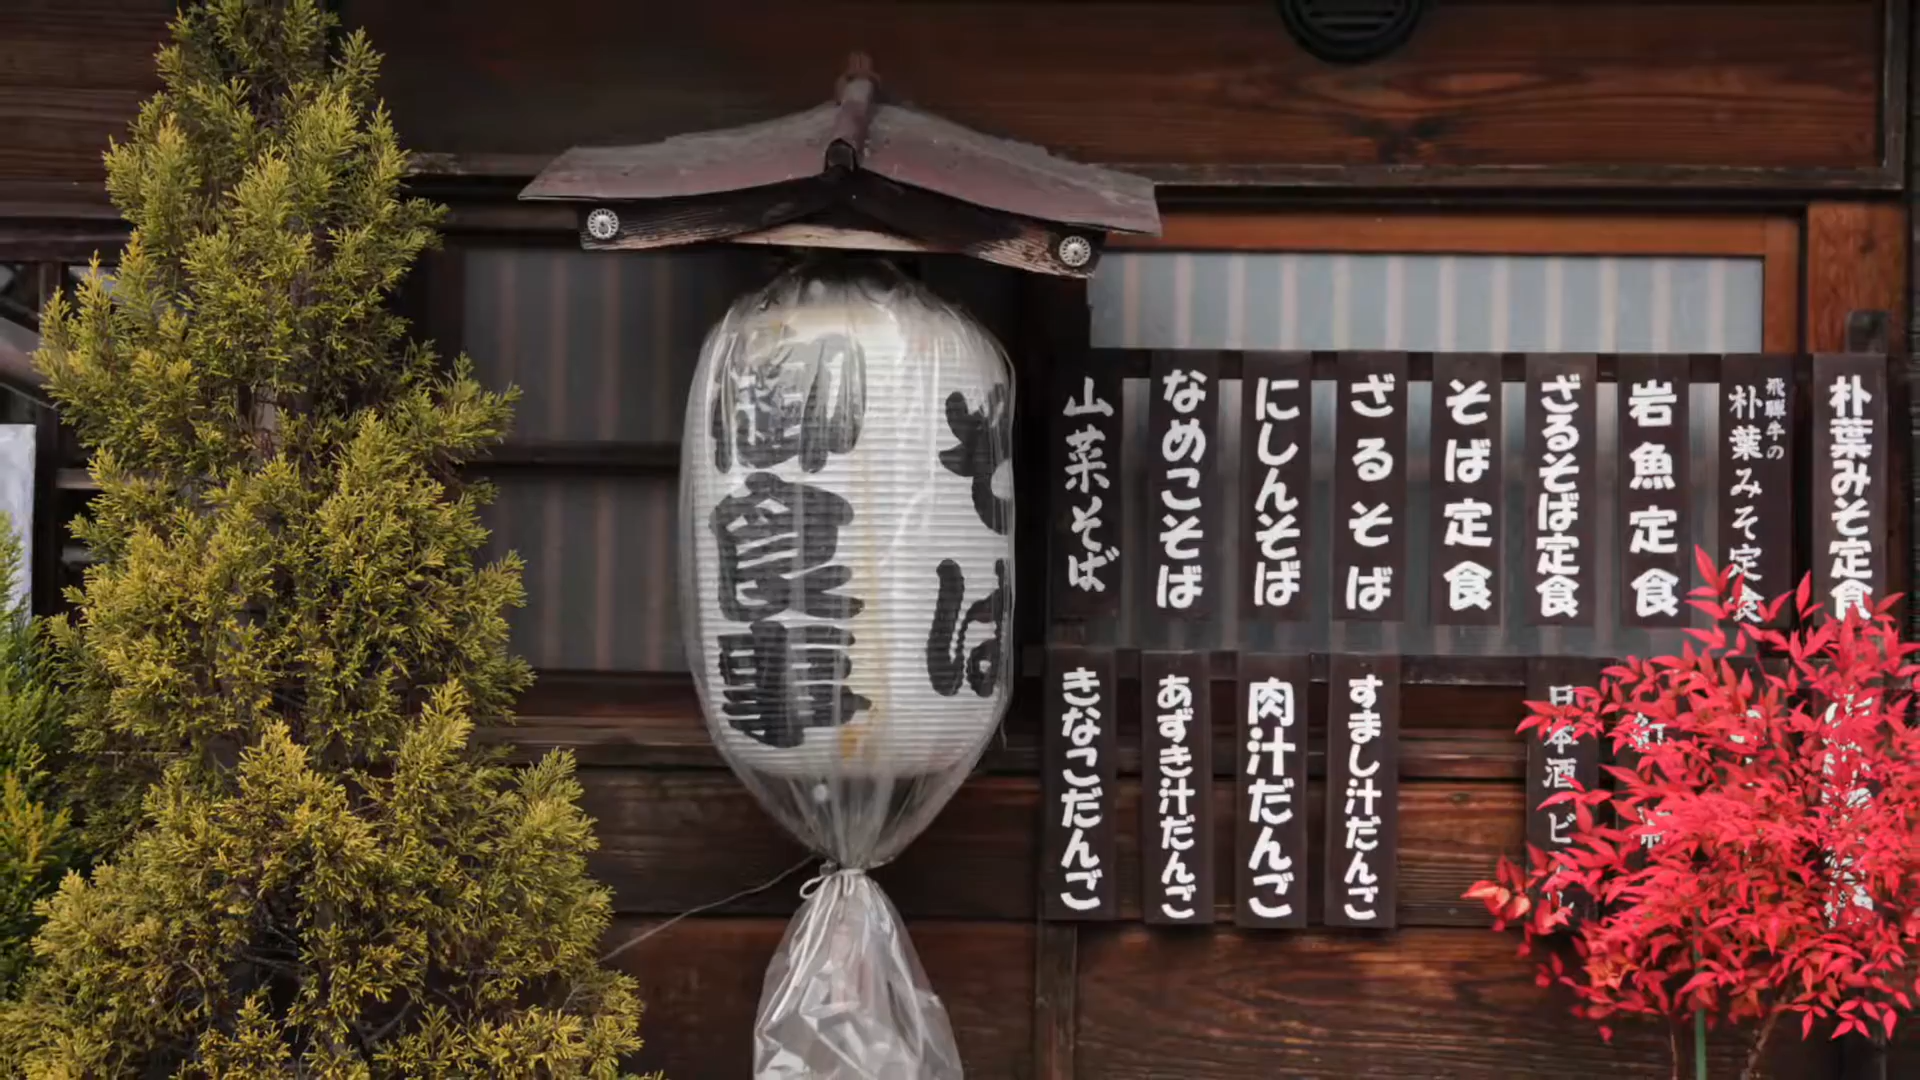 御食事
そば
朴葉みそ定食
飛騨牛の
朴葉みそ定食
岩魚定食
ざるそば定食
そば定食
ざるそば
にしんそば
なめこそば
山菜そば
日本酒ビール
すまし汁だんご
肉汁だんご
あずき汁だんご
きなこだんご